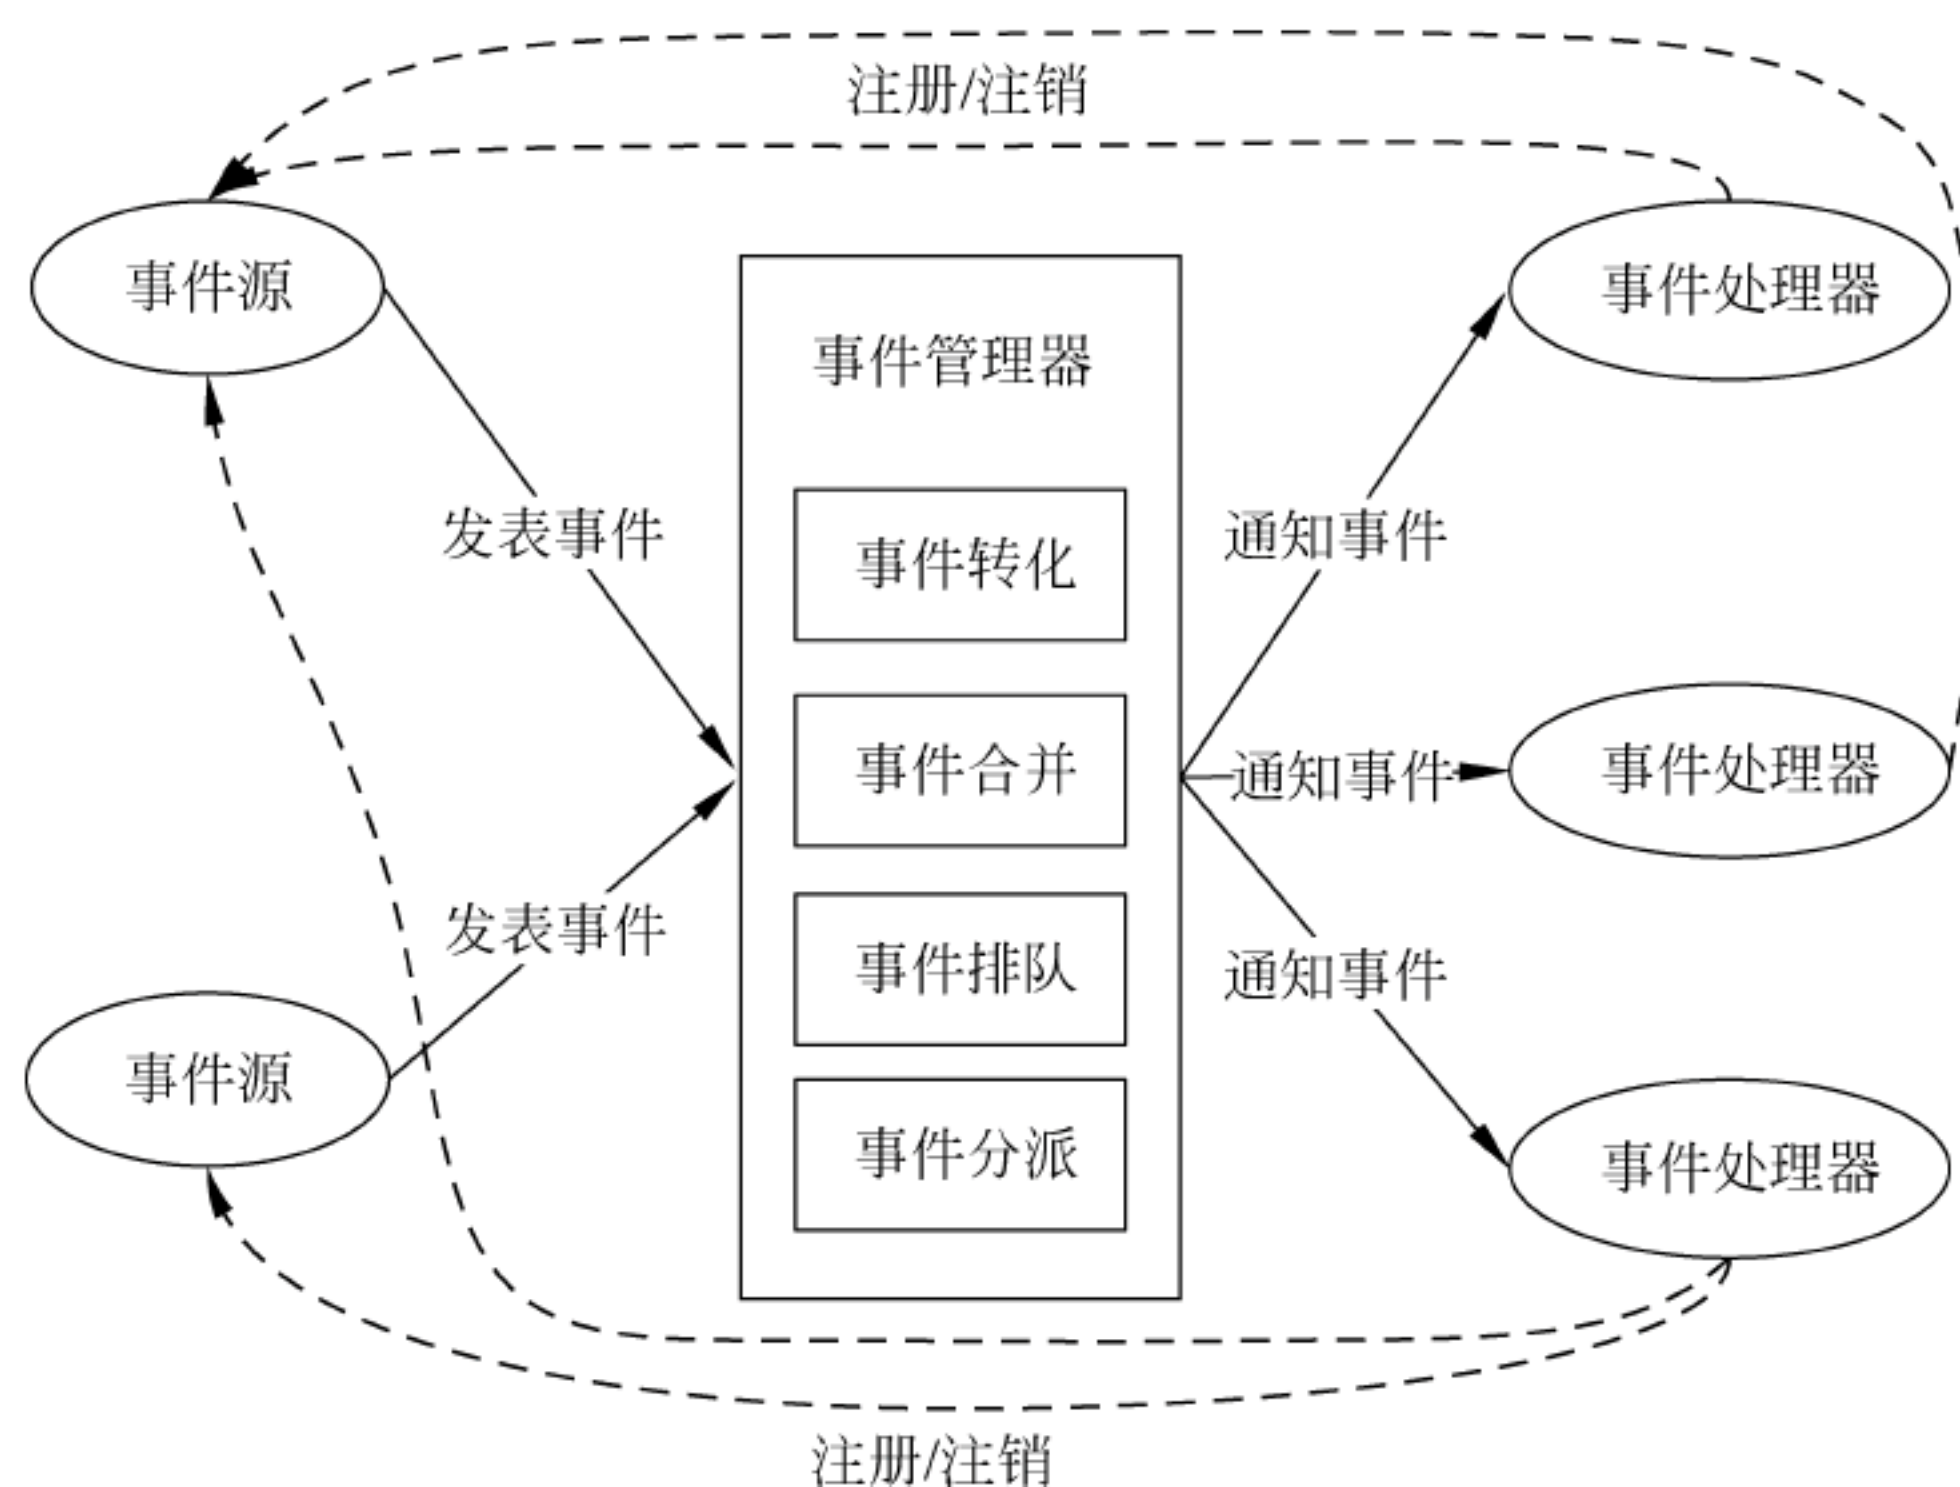 注册/注销
事件源
事件处理器
事件管理器
发表事件
事件转化
通知事件
事件合并
通知事件
事件处理器
发表事件
事件排队
通知事件
事件源
事件分派
事件处理器
注册/注销